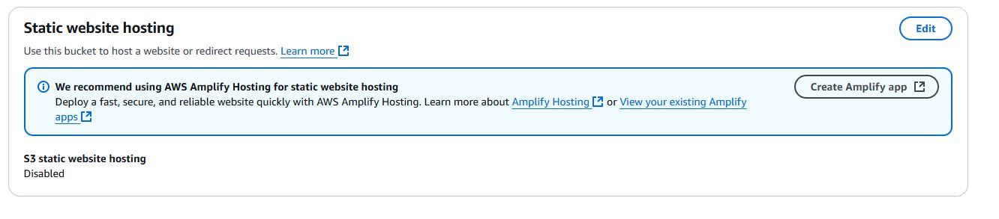 Static website hosting
Edit
Use this bucket to host a website or redirect requests. Learn more
We recommend using AWS Amplify Hosting for static website hosting
Create Amplify app
Deploy a fast, secure, and reliable website quickly with AWS Amplify Hosting. Learn more about Amplify Hosting or View your existing Amplify
apps
S3 static website hosting
Disabled